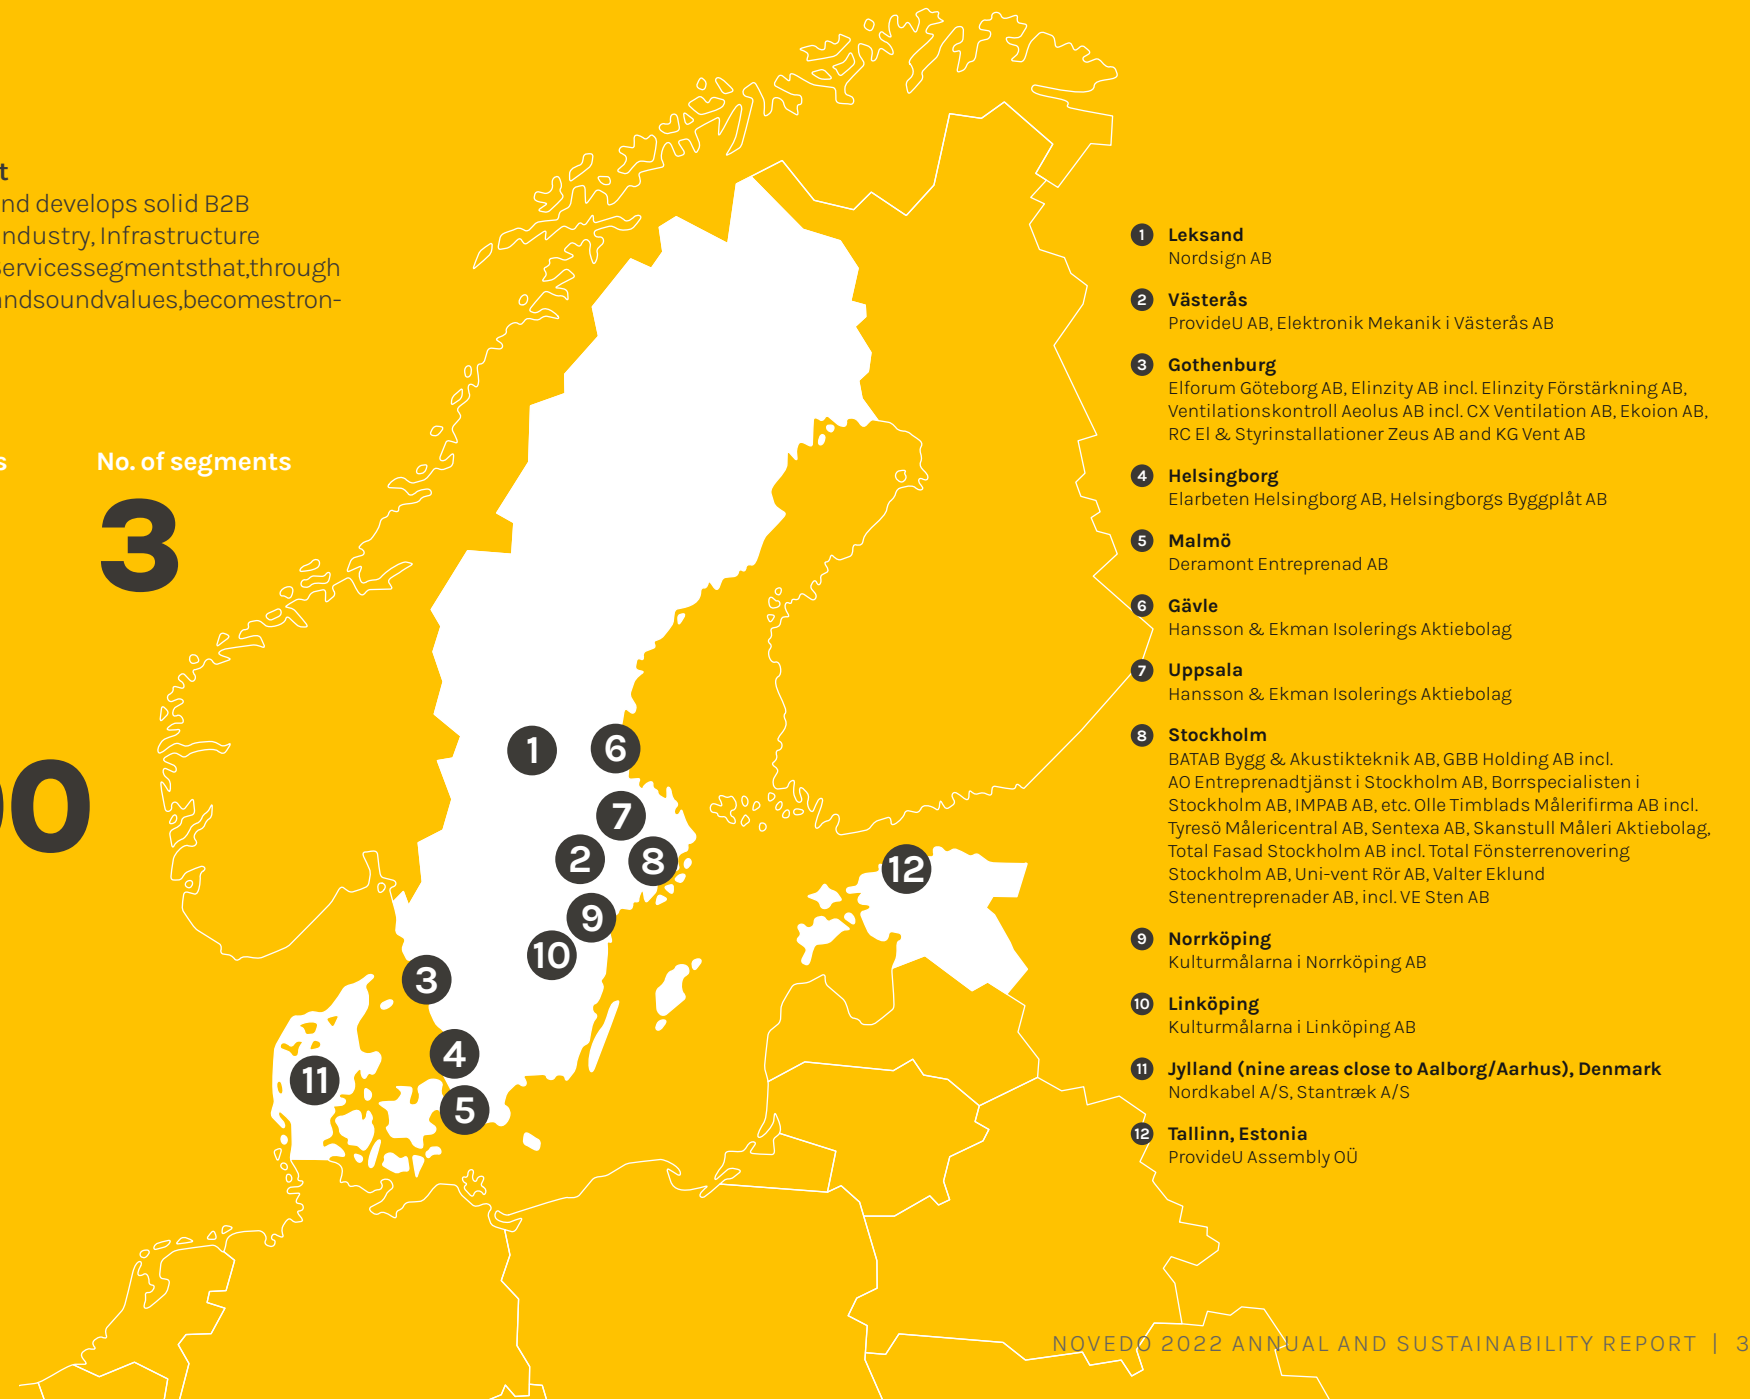 t
nd develops solid B2B
ndustry, Infrastructure
ervicessegmentsthat,through
andsoundvalues,becomestron-
s
No. of segments
3
00
1
6
7
2
8
12
9
10
3
4
11
5
1 Leksand
Nordsign AB
2 Västerås
ProvideU AB, Elektronik Mekanik i Västerås AB
3 Gothenburg
Elforum Göteborg AB, Elinzity AB incl. Elinzity Förstärkning AB,
Ventilationskontroll Aeolus AB incl. CX Ventilation AB, Ekoion AB,
RC El & Styrinstallationer Zeus AB and KG Vent AB
4 Helsingborg
Elarbeten Helsingborg AB, Helsingborgs Byggplåt AB
5 Malmö
Deramont Entreprenad AB
6 Gävle
Hansson & Ekman Isolerings Aktiebolag
7 Uppsala
Hansson & Ekman Isolerings Aktiebolag
8 Stockholm
BATAB Bygg & Akustikteknik AB, GBB Holding AB incl.
AO Entreprenadtjänst i Stockholm AB, Borrspecialisten i
Stockholm AB, IMPAB AB, etc. Olle Timblads Målerifirma AB incl.
Tyresö Målericentral AB, Sentexa AB, Skanstull Måleri Aktiebolag,
Total Fasad Stockholm AB incl. Total Fönsterrenovering
Stockholm AB, Uni-vent Rör AB, Valter Eklund
Stenentreprenader AB, incl. VE Sten AB
9 Norrköping
Kulturmålarna i Norrköping AB
10 Linköping
Kulturmålarna i Linköping AB
11 Jylland (nine areas close to Aalborg/Aarhus), Denmark
Nordkabel A/S, Stantræk A/S
12 Tallinn, Estonia
ProvideU Assembly OÜ
NOVEDO 2022 ANNUAL AND SUSTAINABILITY REPORT | 3